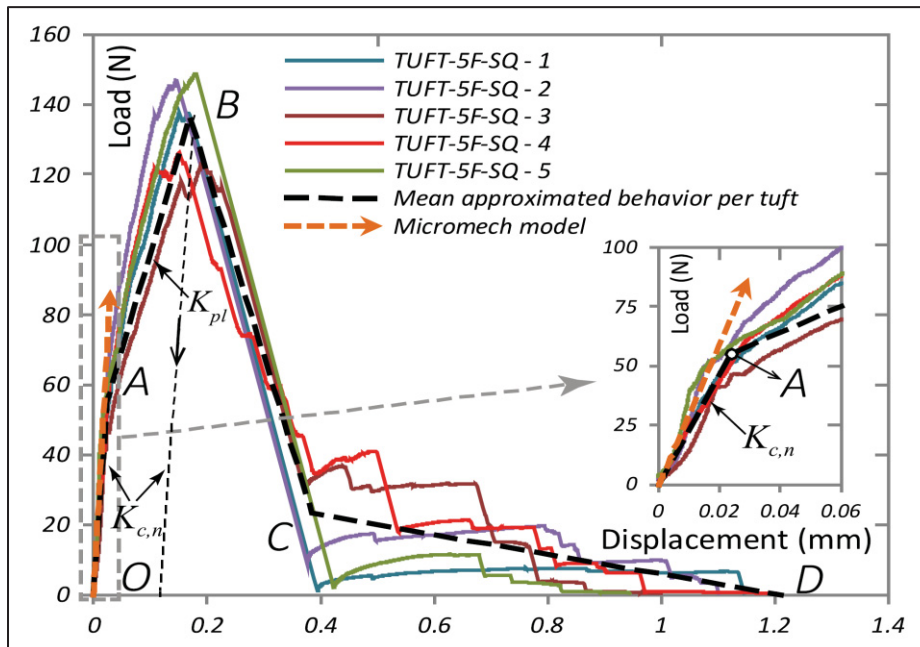 160
140
120
100
80
60
40
20
0
Load (N)
TUFT-5F-SQ - 1
TUFT-5F-SQ - 2
TUFT-5F-SQ - 3
TUFT-5F-SQ - 4
TUFT-5F-SQ - 5
Mean approximated behavior per tuft
Micromech model
B
K_pl
A
K_c,n
O
C
D
100
75
50
25
0
Load (N)
A
K_c,n
0 0.02 0.04 0.06
Displacement (mm)
0 0.2 0.4 0.6 0.8 1 1.2 1.4